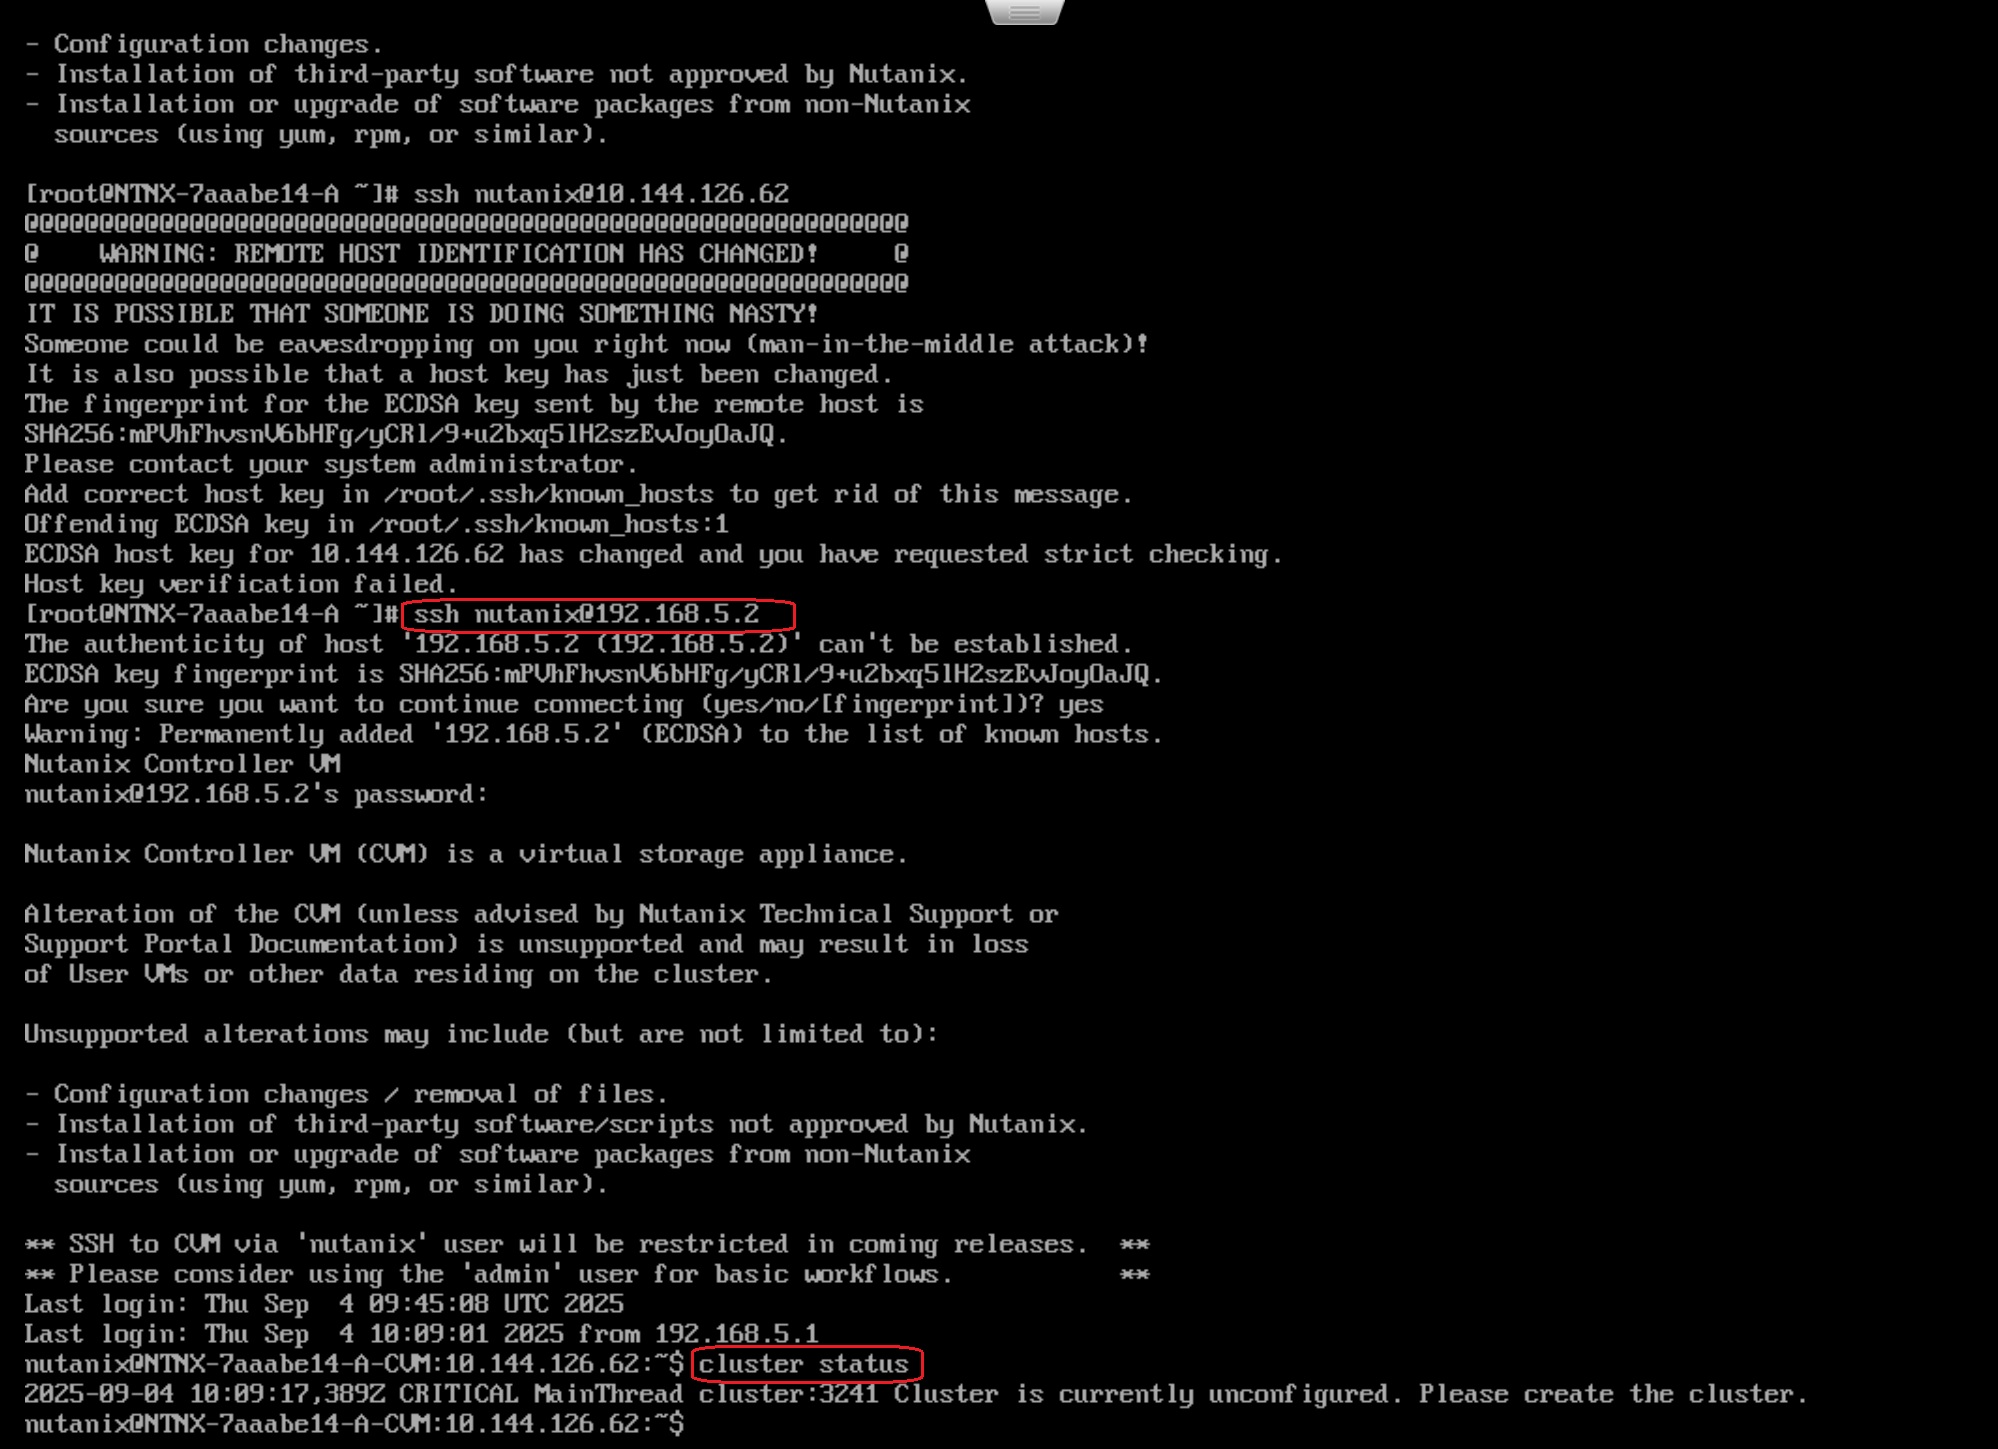 - Configuration changes.
- Installation of third-party software not approved by Nutanix.
- Installation or upgrade of software packages from non-Nutanix
  sources (using yum, rpm, or similar).

[root@NTNX-7aaabe14-A ~]# ssh nutanix@10.144.126.62
@@@@@@@@@@@@@@@@@@@@@@@@@@@@@@@@@@@@@@@@@@@@@@@@@@@@@@@@@@@
@    WARNING: REMOTE HOST IDENTIFICATION HAS CHANGED!     @
@@@@@@@@@@@@@@@@@@@@@@@@@@@@@@@@@@@@@@@@@@@@@@@@@@@@@@@@@@@
IT IS POSSIBLE THAT SOMEONE IS DOING SOMETHING NASTY!
Someone could be eavesdropping on you right now (man-in-the-middle attack)!
It is also possible that a host key has just been changed.
The fingerprint for the ECDSA key sent by the remote host is
SHA256:mPVhFhvsnV6bHFg/yCRl/9+u2bxq5lH2szEvJoyOaJQ.
Please contact your system administrator.
Add correct host key in /root/.ssh/known_hosts to get rid of this message.
Offending ECDSA key in /root/.ssh/known_hosts:1
ECDSA host key for 10.144.126.62 has changed and you have requested strict checking.
Host key verification failed.
[root@NTNX-7aaabe14-A ~]# ssh nutanix@192.168.5.2
The authenticity of host '192.168.5.2 (192.168.5.2)' can't be established.
ECDSA key fingerprint is SHA256:mPVhFhvsnV6bHFg/yCRl/9+u2bxq5lH2szEvJoyOaJQ.
Are you sure you want to continue connecting (yes/no/[fingerprint])? yes
Warning: Permanently added '192.168.5.2' (ECDSA) to the list of known hosts.
Nutanix Controller VM
nutanix@192.168.5.2's password:

Nutanix Controller VM (CVM) is a virtual storage appliance.

Alteration of the CVM (unless advised by Nutanix Technical Support or
Support Portal Documentation) is unsupported and may result in loss
of User VMs or other data residing on the cluster.

Unsupported alterations may include (but are not limited to):

- Configuration changes / removal of files.
- Installation of third-party software/scripts not approved by Nutanix.
- Installation or upgrade of software packages from non-Nutanix
  sources (using yum, rpm, or similar).

** SSH to CVM via 'nutanix' user will be restricted in coming releases.  **
** Please consider using the 'admin' user for basic workflows.           **
Last login: Thu Sep  4 09:45:08 UTC 2025
Last login: Thu Sep  4 10:09:01 2025 from 192.168.5.1
nutanix@NTNX-7aaabe14-A-CVM:10.144.126.62:~$ cluster status
2025-09-04 10:09:17,389Z CRITICAL MainThread cluster:3241 Cluster is currently unconfigured. Please create the cluster.
nutanix@NTNX-7aaabe14-A-CVM:10.144.126.62:~$